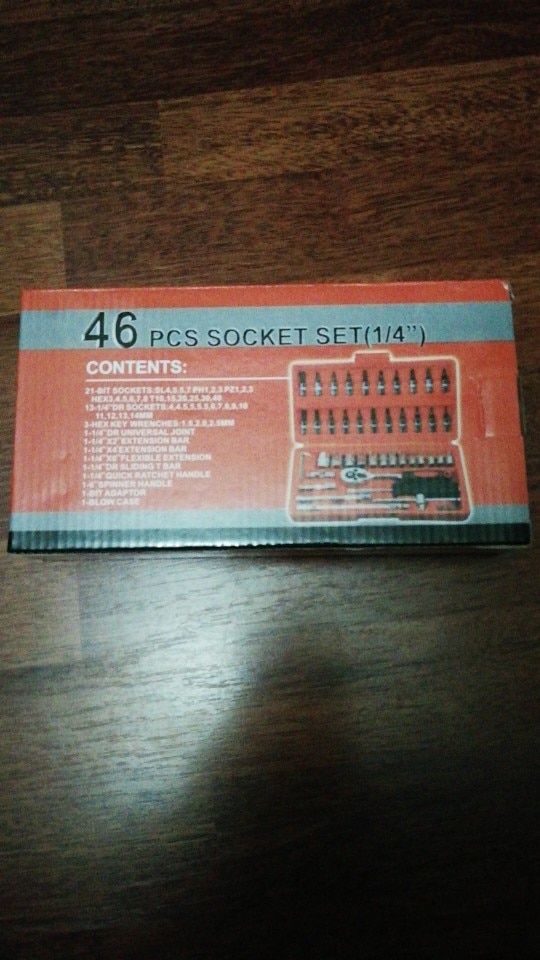 46 PCS SOCKET SET(1/4")
CONTENTS:
21-BIT SOCKETS:SL4,5.5,7 PH1,2,3 PZ1,2,3
HEX3,4,5,6,7,8 T10,15,20,25,30,40
13-1/4"DR SOCKETS:4,4.5,5,5.5,6,7,8,9,10
11,12,13,14MM
3-HEX KEY WRENCHES:1.5,2.0,2.5MM
1-1/4"DR UNIVERSAL JOINT
1-1/4"X2"EXTENSION BAR
1-1/4"X4 EXTENSION BAR
1-1/4"X6"FLEXIBLE EXTENSION
1-1/4"DR SLIDING T BAR
1-1/4"QUICK RATCHET HANDLE
1-6"SPINNER HANDLE
1-BIT ADAPTOR
1-BLOW CASE